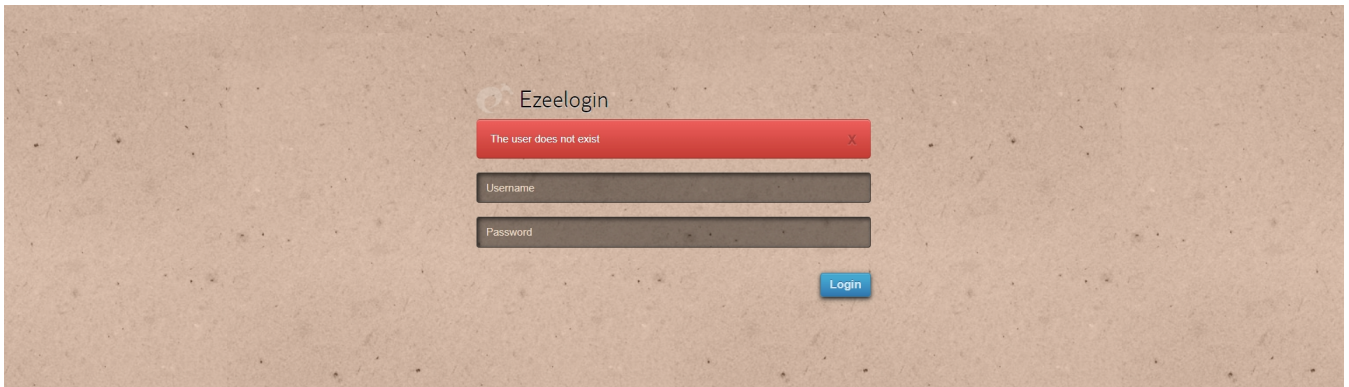 Ezeelogin
The user does not exist
X
Username
Password
Login